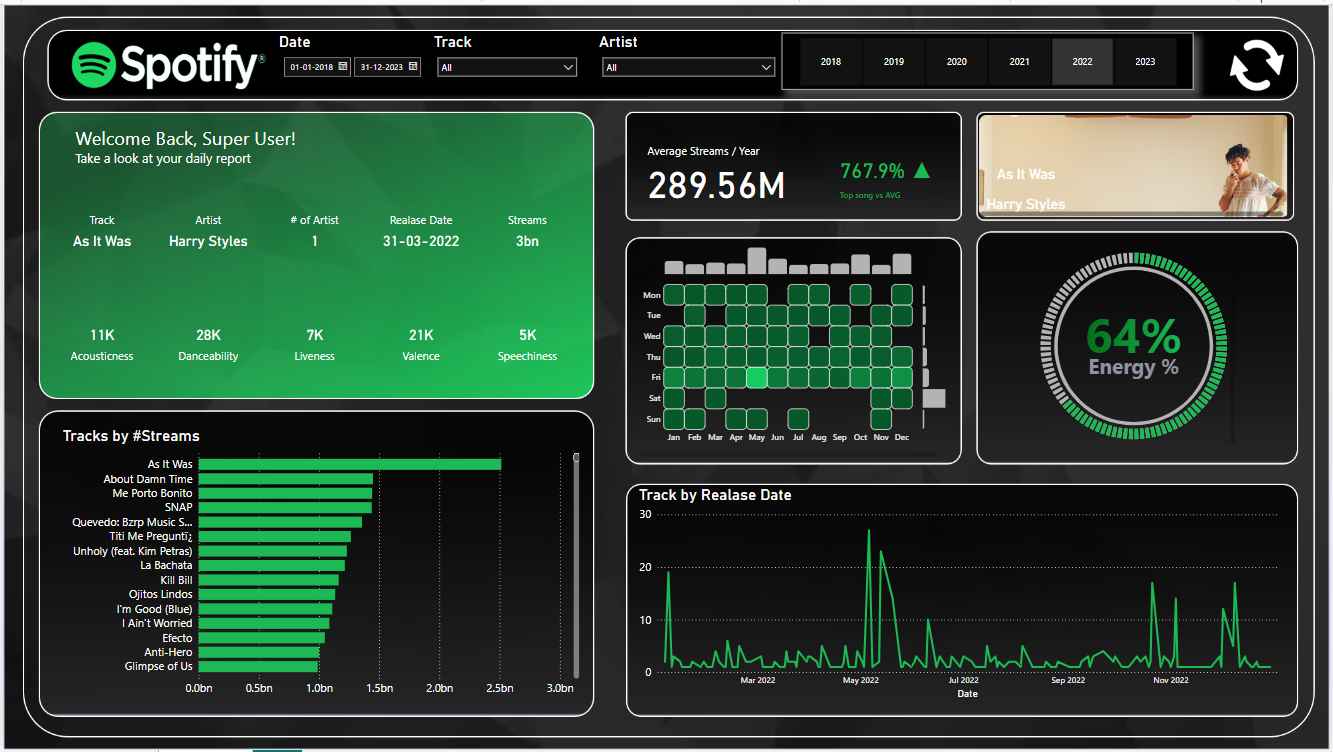 Spotify®
Date
01-01-2018
31-12-2023
Track
All
Artist
All
2018
2019
2020
2021
2022
2023
Welcome Back, Super User!
Take a look at your daily report
Track
Artist
# of Artist
Realase Date
Streams
As It Was
Harry Styles
1
31-03-2022
3bn
11K
28K
7K
21K
5K
Acousticness
Danceability
Liveness
Valence
Speechiness
Average Streams / Year
289.56M
767.9% ▲
Top song vs AVG
As It Was
Harry Styles
Mon
Tue
Wed
Thu
Fri
Sat
Sun
Jan Feb Mar Apr May Jun Jul Aug Sep Oct Nov Dec
64%
Energy %
Tracks by #Streams
As It Was
About Damn Time
Me Porto Bonito
SNAP
Quevedo: Bzrp Music S...
Titi Me Preguntï¿
Unholy (feat. Kim Petras)
La Bachata
Kill Bill
Ojitos Lindos
I'm Good (Blue)
I Ain't Worried
Efecto
Anti-Hero
Glimpse of Us
0.0bn 0.5bn 1.0bn 1.5bn 2.0bn 2.5bn 3.0bn
Track by Realase Date
30
20
10
0
Mar 2022 May 2022 Jul 2022 Sep 2022 Nov 2022
Date